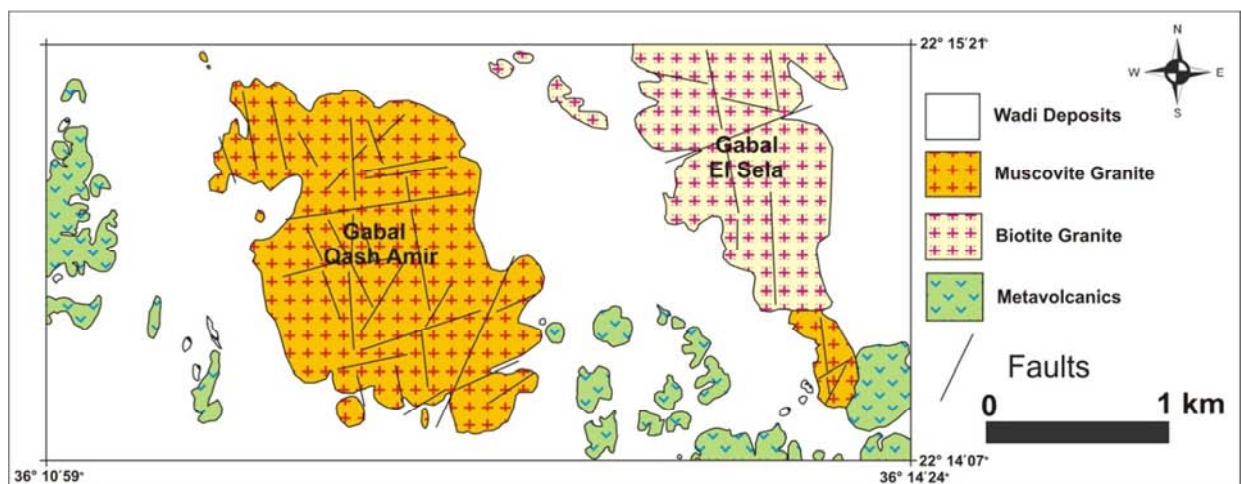 22° 15´21"
N
W E
S
Wadi Deposits
Gabal
El Sela
Muscovite Granite
Gabal
Qash Amir
Biotite Granite
Metavolcanics
Faults
0 1 km
36° 10´59"
22° 14´07"
36° 14´24"